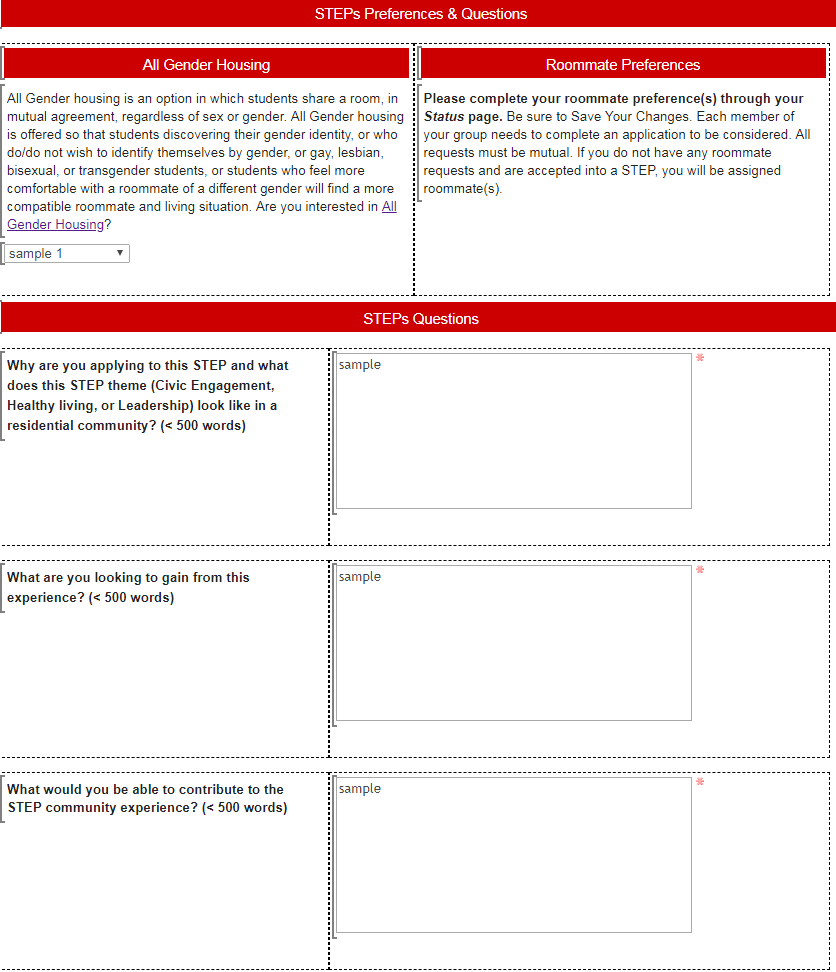 STEPs Preferences & Questions
All Gender Housing
All Gender housing is an option in which students share a room, in
mutual agreement, regardless of sex or gender. All Gender housing
is offered so that students discovering their gender identity, or who
do/do not wish to identify themselves by gender, or gay, lesbian,
bisexual, or transgender students, or students who feel more
comfortable with a roommate of a different gender will find a more
compatible roommate and living situation. Are you interested in All
Gender Housing?
sample 1
Roommate Preferences
Please complete your roommate preference(s) through your
Status page. Be sure to Save Your Changes. Each member of
your group needs to complete an application to be considered. All
requests must be mutual. If you do not have any roommate
requests and are accepted into a STEP, you will be assigned
roommate(s).
STEPs Questions
Why are you applying to this STEP and what
does this STEP theme (Civic Engagement,
Healthy living, or Leadership) look like in a
residential community? (< 500 words)
sample
*
What are you looking to gain from this
experience? (< 500 words)
sample
*
What would you be able to contribute to the
STEP community experience? (< 500 words)
sample
*